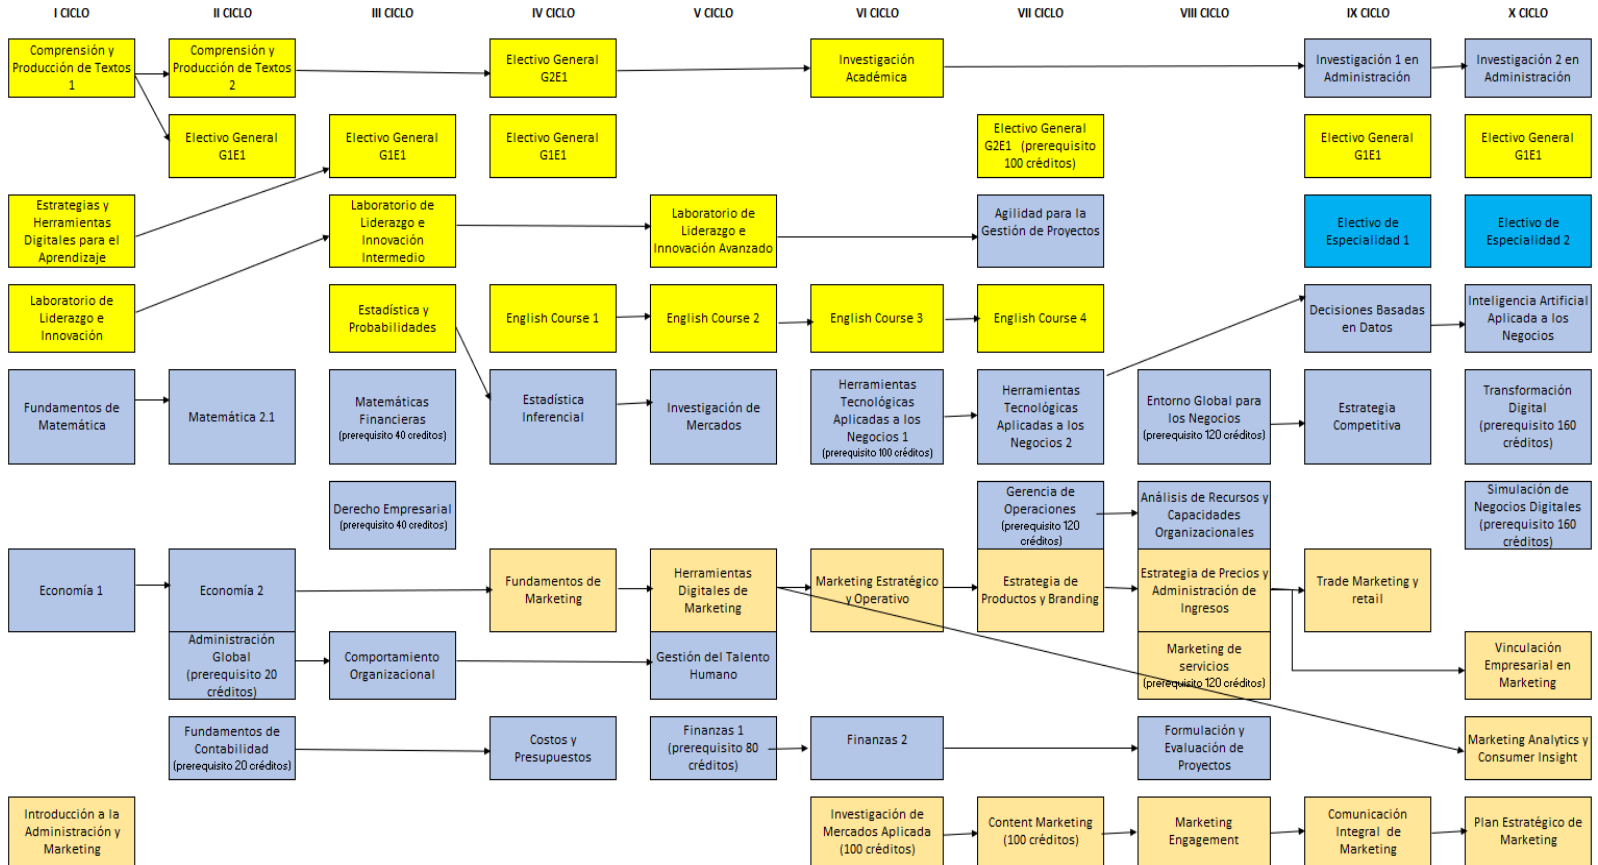 I CICLO
II CICLO
III CICLO
IV CICLO
V CICLO
VI CICLO
VII CICLO
VIII CICLO
IX CICLO
X CICLO
Comprensión y
Producción de Textos
1
Comprensión y
Producción de Textos
2
Electivo General
G2E1
Investigación
Académica
Investigación 1 en
Administración
Investigación 2 en
Administración
Electivo General
G1E1
Electivo General
G1E1
Electivo General
G1E1
Electivo General
G2E1 (prerequisito
100 créditos)
Electivo General
G1E1
Electivo General
G1E1
Estrategias y
Herramientas
Digitales para el
Aprendizaje
Laboratorio de
Liderazgo e
Innovación
Intermedio
Laboratorio de
Liderazgo e
Innovación Avanzado
Agilidad para la
Gestión de Proyectos
Electivo de
Especialidad 1
Electivo de
Especialidad 2
Laboratorio de
Liderazgo e
Innovación
Estadística y
Probabilidades
English Course 1
English Course 2
English Course 3
English Course 4
Decisiones Basadas
en Datos
Inteligencia Artificial
Aplicada a los
Negocios
Fundamentos de
Matemática
Matemática 2.1
Matemáticas
Financieras
(prerequisito 40 creditos)
Estadística
Inferencial
Investigación de
Mercados
Herramientas
Tecnológicas
Aplicadas a los
Negocios 1
(prerequisito 100 créditos)
Herramientas
Tecnológicas
Aplicadas a los
Negocios 2
Entorno Global para
los Negocios
(prerequisito 120 créditos)
Estrategia
Competitiva
Transformación
Digital
(prerequisito 160
créditos)
Derecho Empresarial
(prerequisito 40 creditos)
Gerencia de
Operaciones
(prerequisito 120
créditos)
Análisis de Recursos y
Capacidades
Organizacionales
Simulación de
Negocios Digitales
(prerequisito 160
créditos)
Economía 1
Economía 2
Fundamentos de
Marketing
Herramientas
Digitales de
Marketing
Marketing Estratégico
y Operativo
Estrategia de
Productos y Branding
Estrategia de Precios y
Administración de
Ingresos
Trade Marketing y
retail
Administración
Global
(prerequisito 20
créditos)
Comportamiento
Organizacional
Gestión del Talento
Humano
Marketing de
servicios
(prerequisito 120 créditos)
Vinculación
Empresarial en
Marketing
Fundamentos de
Contabilidad
(prerequisito 20 créditos)
Costos y
Presupuestos
Finanzas 1
(prerequisito 80
créditos)
Finanzas 2
Formulación y
Evaluación de
Proyectos
Marketing Analytics y
Consumer Insight
Introducción a la
Administración y
Marketing
Investigación de
Mercados Aplicada
(100 créditos)
Content Marketing
(100 créditos)
Marketing
Engagement
Comunicación
Integral de
Marketing
Plan Estratégico de
Marketing